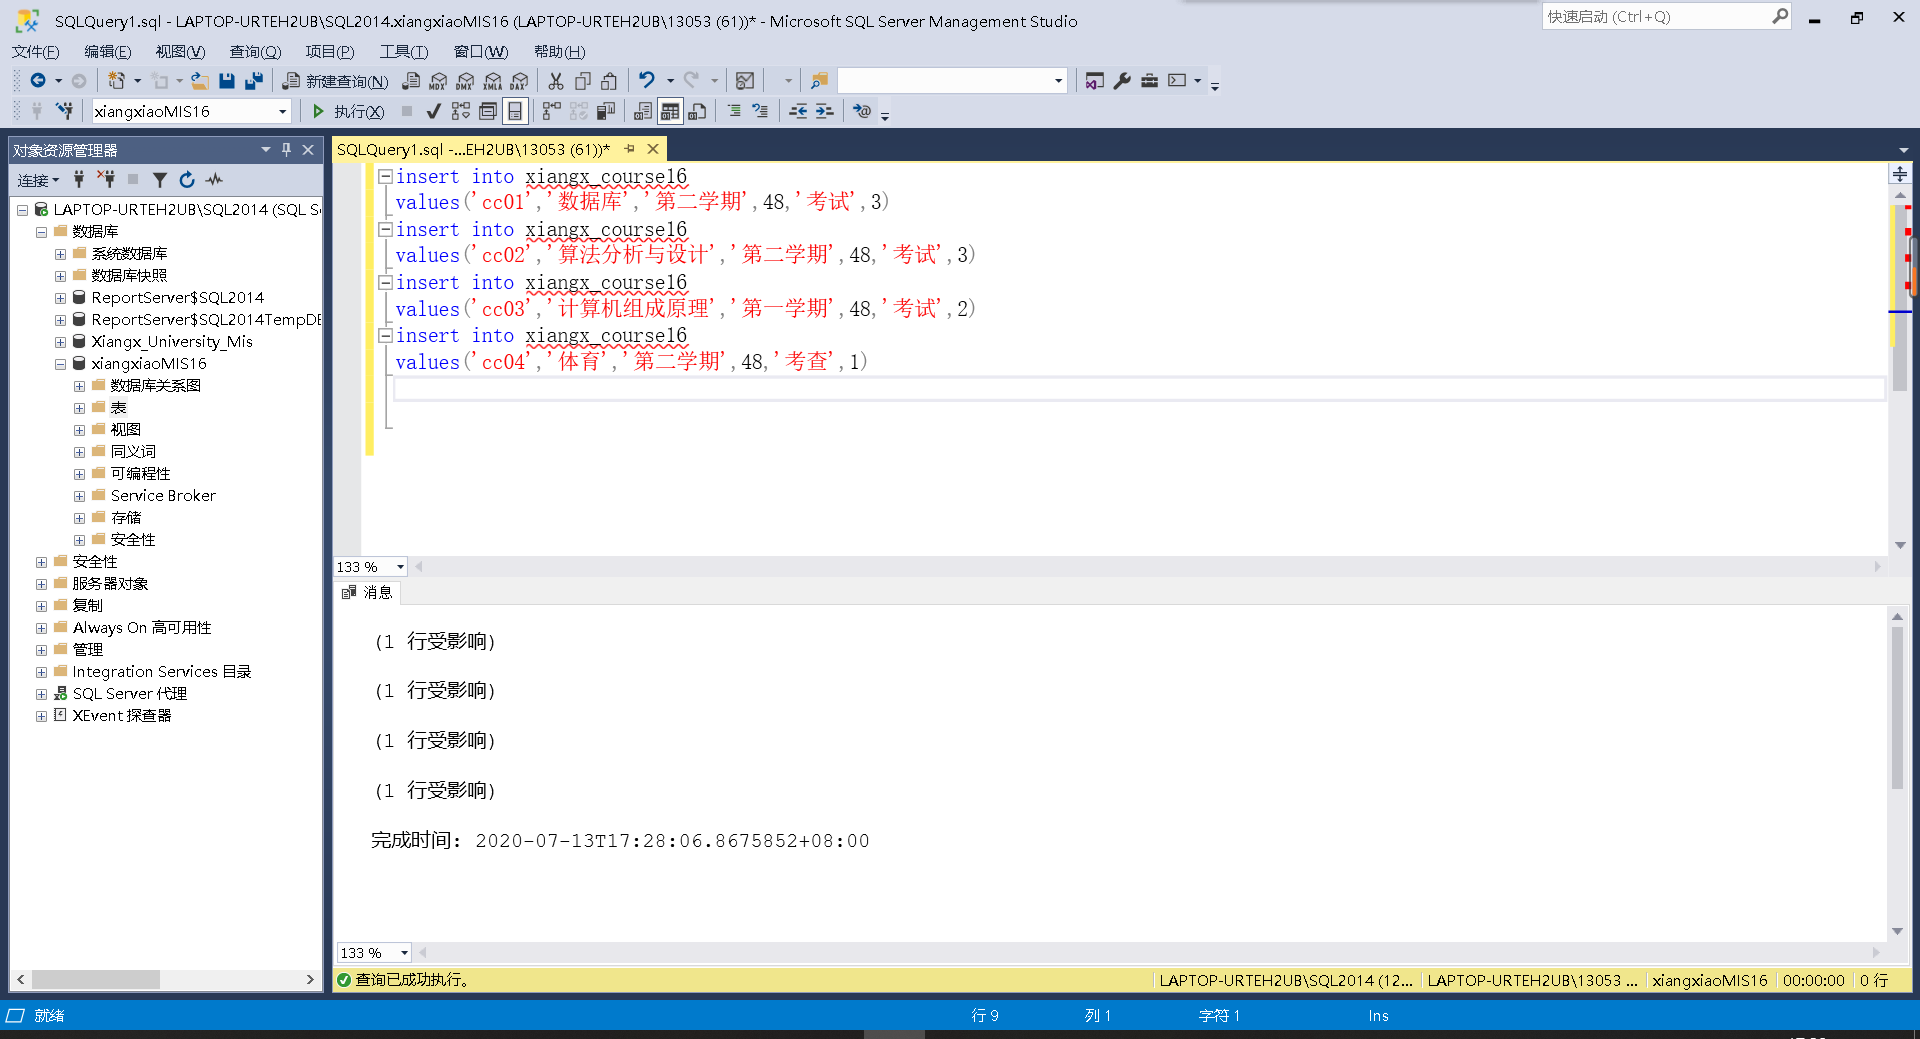 SQLQuery1.sql - LAPTOP-URTEH2UB\SQL2014.xiangxiaoMIS16 (LAPTOP-URTEH2UB\13053 (61))* - Microsoft SQL Server Management Studio
快速启动 (Ctrl+Q)
文件(F) 编辑(E) 视图(V) 查询(Q) 项目(P) 工具(T) 窗口(W) 帮助(H)
新建查询(N) MDX DMX XMLA DAX
xiangxiaoMIS16 执行(X)
对象资源管理器
连接
LAPTOP-URTEH2UB\SQL2014 (SQL S
数据库
系统数据库
数据库快照
ReportServer$SQL2014
ReportServer$SQL2014TempDB
Xiangx_University_Mis
xiangxiaoMIS16
数据库关系图
表
视图
同义词
可编程性
Service Broker
存储
安全性
安全性
服务器对象
复制
Always On 高可用性
管理
Integration Services 目录
SQL Server 代理
XEvent 探查器
SQLQuery1.sql -...EH2UB\13053 (61))*
insert into xiangx_course16
values('cc01','数据库','第二学期',48,'考试',3)
insert into xiangx_course16
values('cc02','算法分析与设计','第二学期',48,'考试',3)
insert into xiangx_course16
values('cc03','计算机组成原理','第一学期',48,'考试',2)
insert into xiangx_course16
values('cc04','体育','第二学期',48,'考查',1)
133 %
消息
(1 行受影响)
(1 行受影响)
(1 行受影响)
(1 行受影响)
完成时间: 2020-07-13T17:28:06.8675852+08:00
133 %
查询已成功执行。 LAPTOP-URTEH2UB\SQL2014 (12... LAPTOP-URTEH2UB\13053 ... xiangxiaoMIS16 00:00:00 0 行
就绪 行 9 列 1 字符 1 Ins